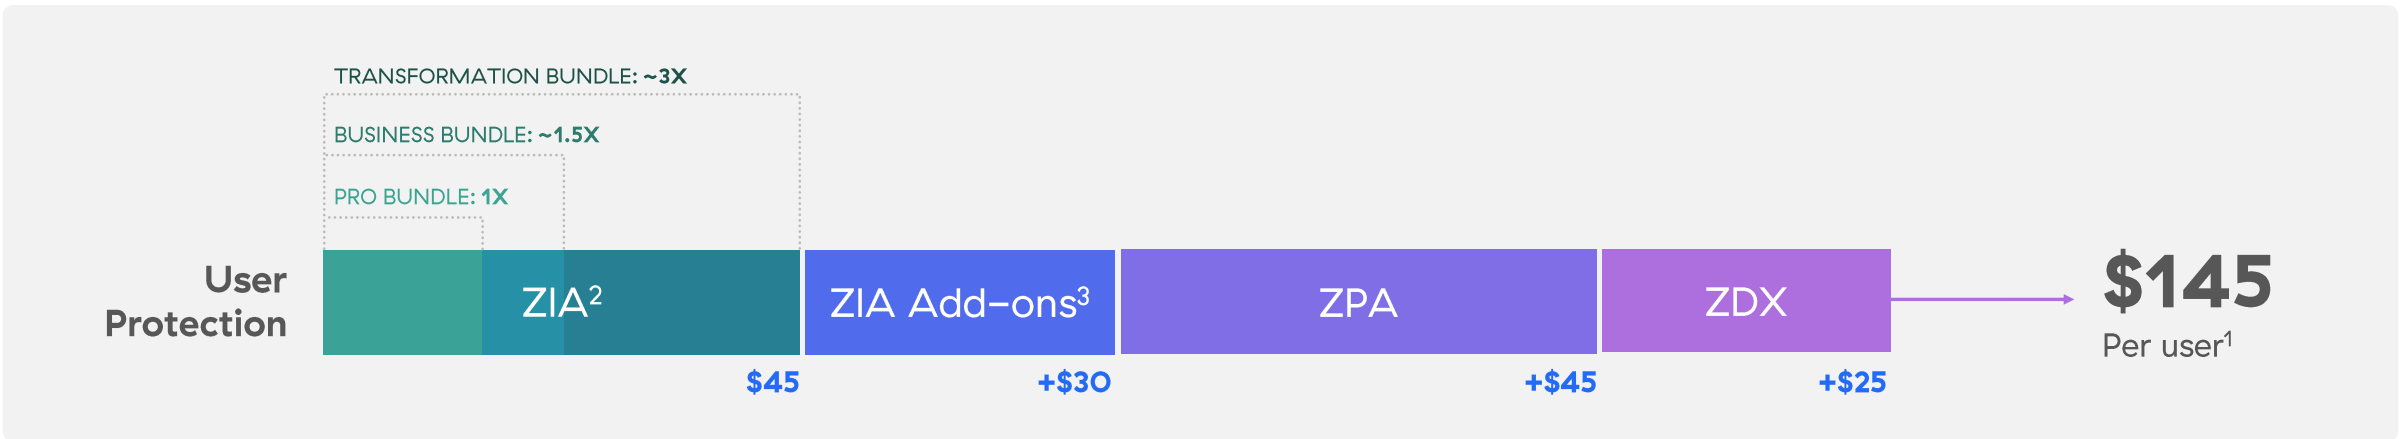 TRANSFORMATION BUNDLE: ~3X
BUSINESS BUNDLE: ~1.5X
PRO BUNDLE: 1X
User
Protection
ZIA²
ZIA Add-ons³
ZPA
ZDX
$145
Per user¹
$45
+$30
+$45
+$25